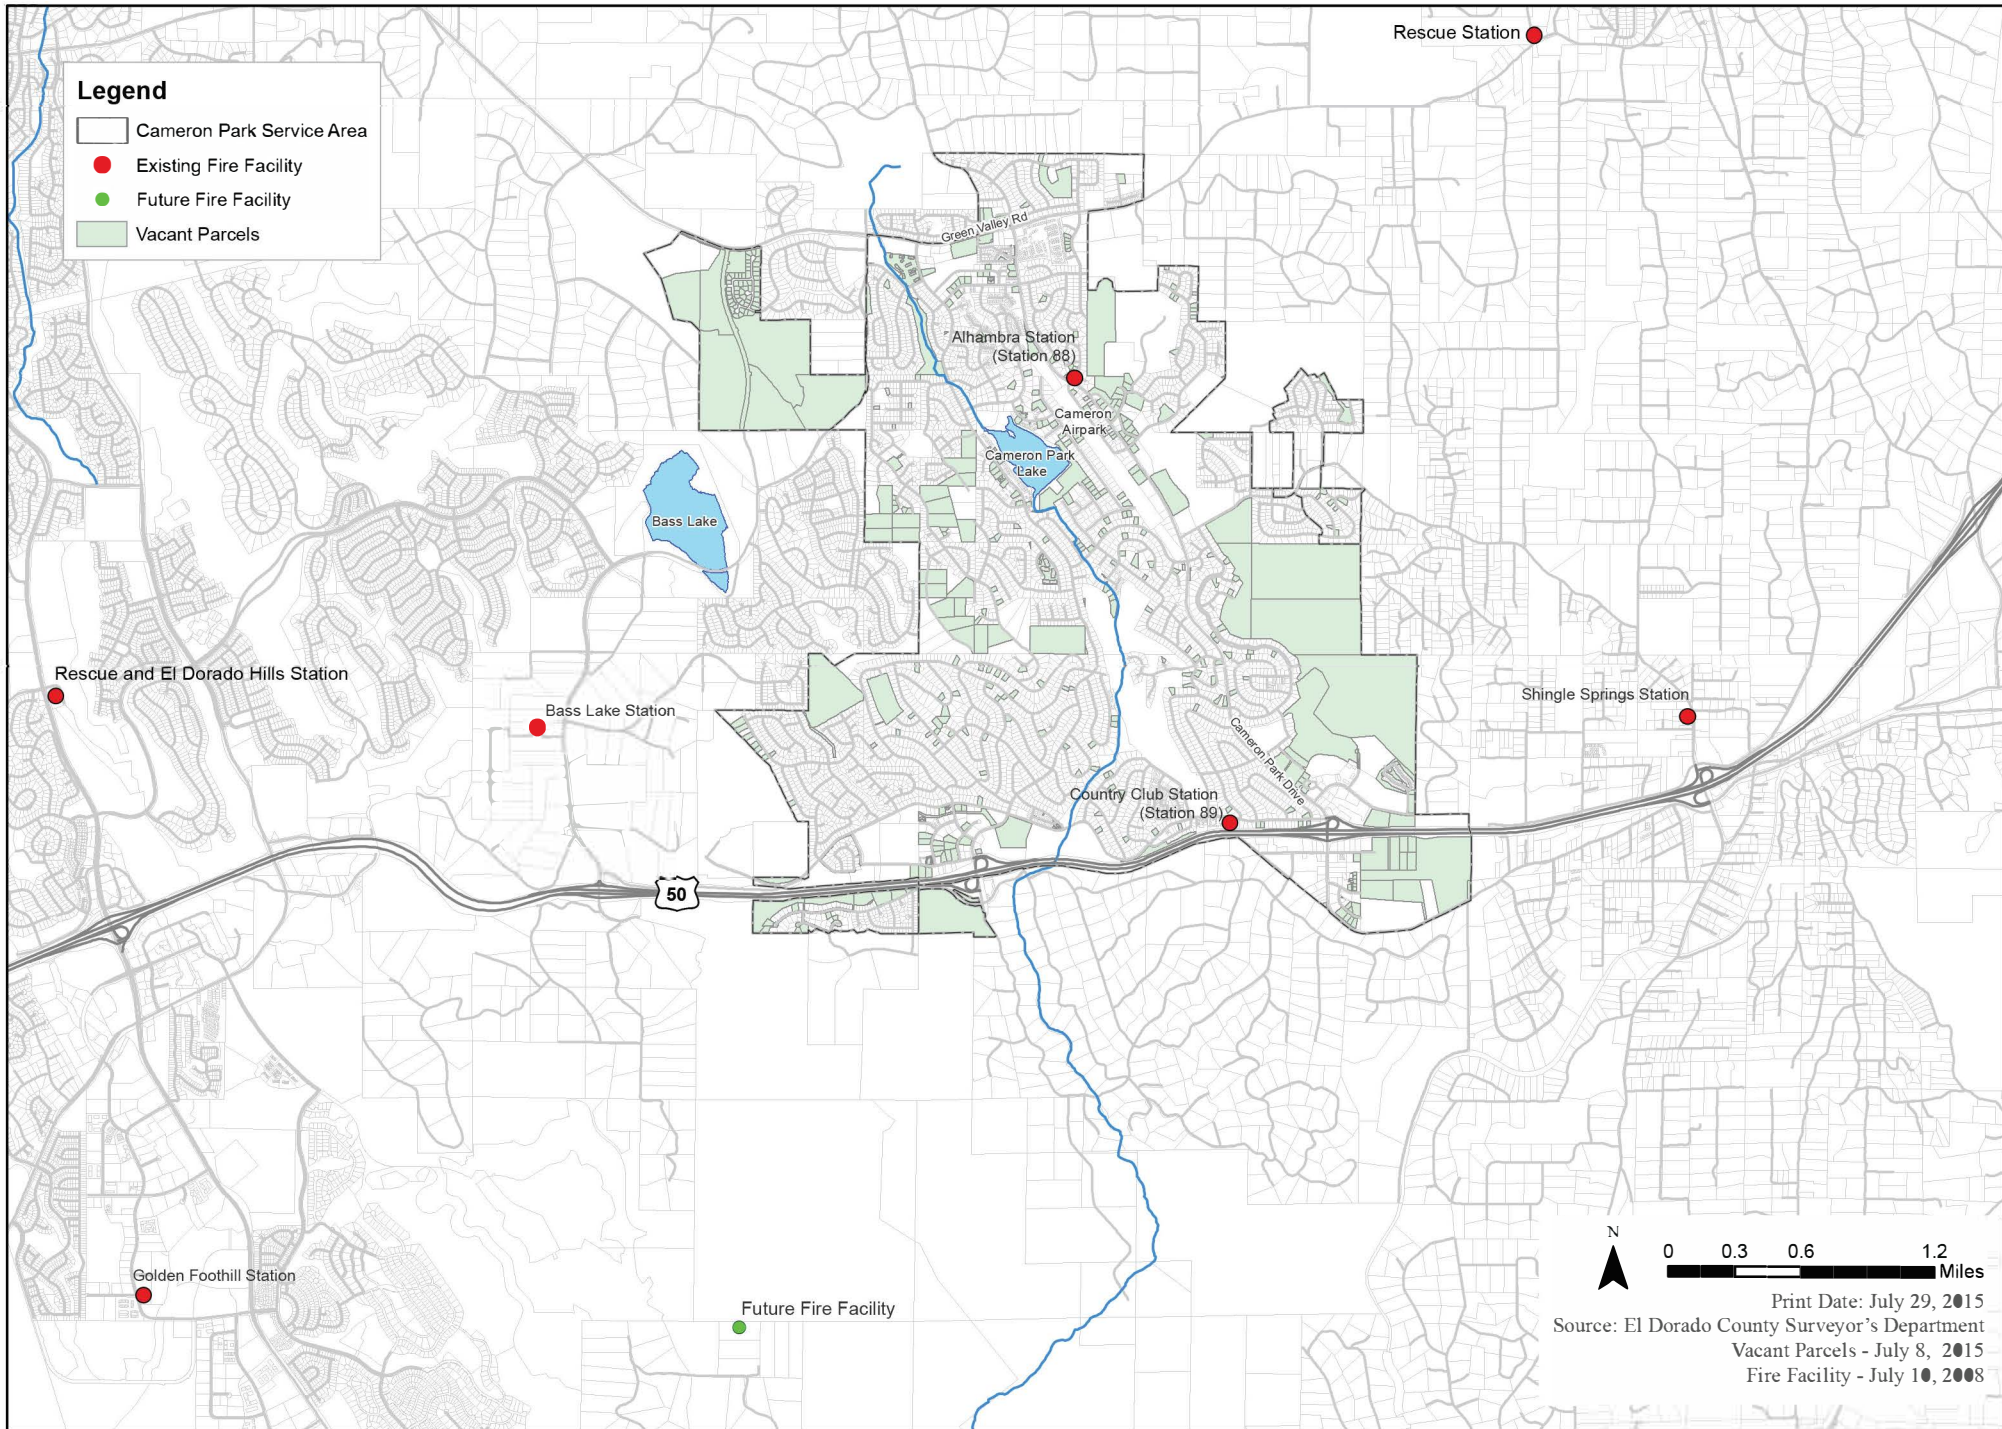 Rescue Station
Legend
Cameron Park Service Area
Existing Fire Facility
Future Fire Facility
Vacant Parcels
Green Valley Rd
Alhambra Station
(Station 88)
Cameron
Airpark
Cameron Park
Lake
Bass Lake
Rescue and El Dorado Hills Station
Bass Lake Station
Shingle Springs Station
Cameron Park Drive
Country Club Station
(Station 89)
50
Golden Foothill Station
Future Fire Facility
N
0 0.3 0.6 1.2
Miles
Print Date: July 29, 2015
Source: El Dorado County Surveyor's Department
Vacant Parcels - July 8, 2015
Fire Facility - July 10, 2008